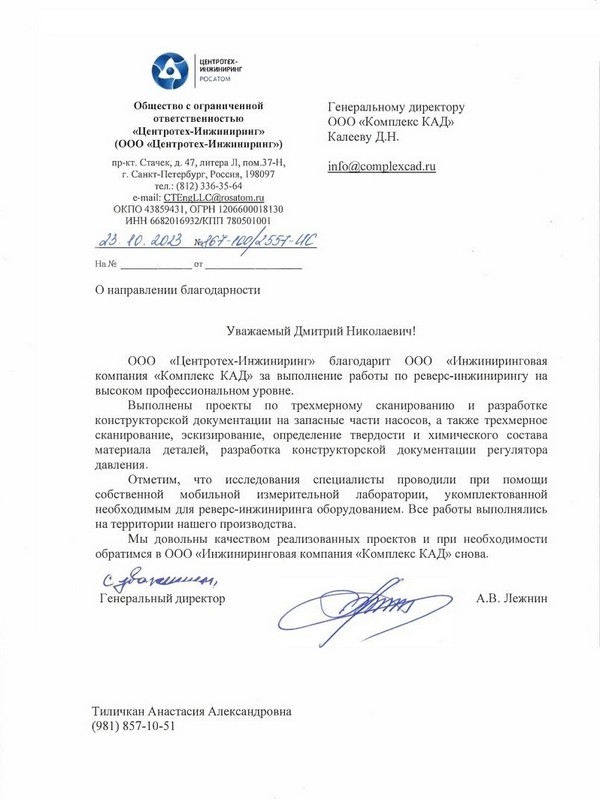 ЦЕНТРОТЕХ-
ИНЖИНИРИНГ
РОСАТОМ
Общество с ограниченной
ответственностью
«Центротех-Инжиниринг»
(ООО «Центротех-Инжиниринг»)
пр-кт. Стачек, д. 47, литера Л, пом.37-Н,
г. Санкт-Петербург, Россия, 198097
тел.: (812) 336-35-64
e-mail: CTEngLLC@rosatom.ru
ОКПО 43859431, ОГРН 1206600018130
ИНН 6682016932/КПП 780501001
23.10.2023 № 267-100/2557-ИС
На № от
Генеральному директору
ООО «Комплекс КАД»
Калееву Д.Н.
info@complexcad.ru
О направлении благодарности
Уважаемый Дмитрий Николаевич!
ООО «Центротех-Инжиниринг» благодарит ООО «Инжиниринговая
компания «Комплекс КАД» за выполнение работы по реверс-инжинирингу на
высоком профессиональном уровне.
Выполнены проекты по трехмерному сканированию и разработке
конструкторской документации на запасные части насосов, а также трехмерное
сканирование, эскизирование, определение твердости и химического состава
материала деталей, разработка конструкторской документации регулятора
давления.
Отметим, что исследования специалисты проводили при помощи
собственной мобильной измерительной лаборатории, укомплектованной
необходимым для реверс-инжиниринга оборудованием. Все работы выполнялись
на территории нашего производства.
Мы довольны качеством реализованных проектов и при необходимости
обратимся в ООО «Инжиниринговая компания «Комплекс КАД» снова.
С уважением,
Генеральный директор А.В. Лежнин
Тиличкан Анастасия Александровна
(981) 857-10-51